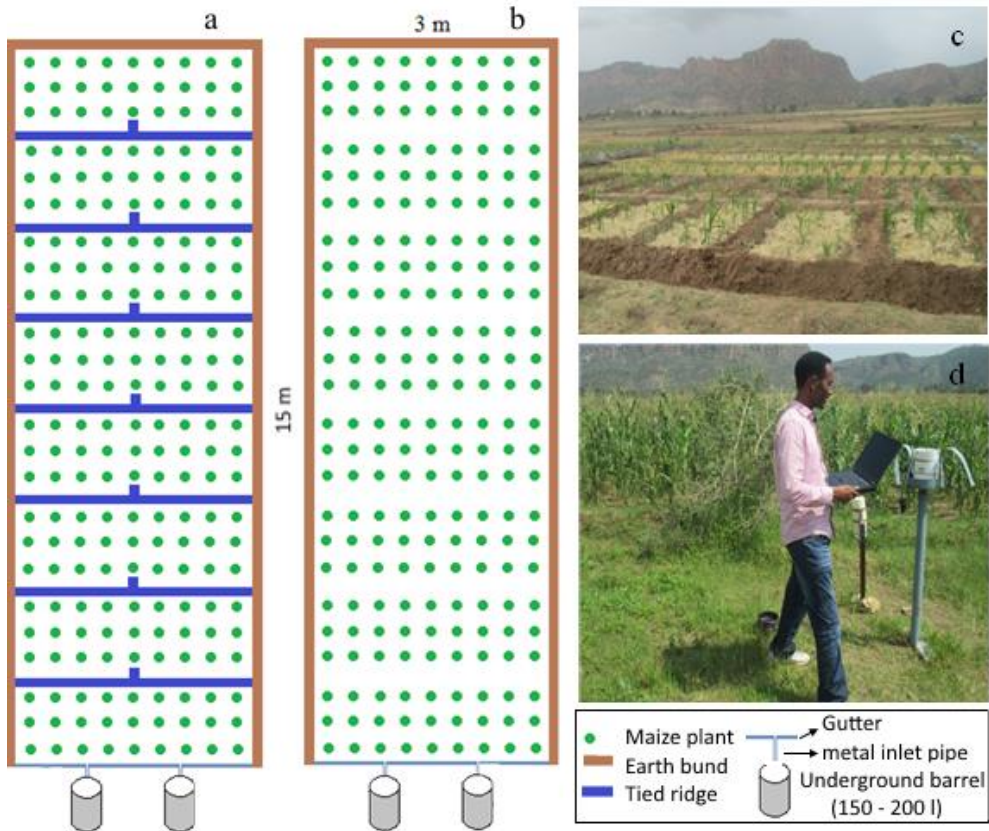 a
3 m
b
15 m
c
d
Maize plant
Earth bund
Tied ridge
Gutter
metal inlet pipe
Underground barrel
(150 - 200 l)